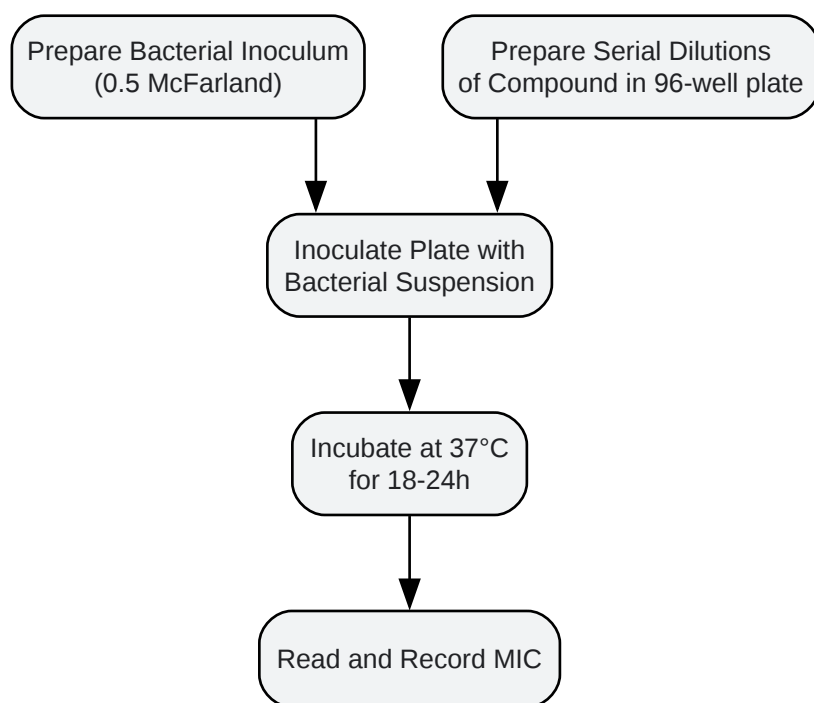 Prepare Bacterial Inoculum
(0.5 McFarland)
Prepare Serial Dilutions
of Compound in 96-well plate
Inoculate Plate with
Bacterial Suspension
Incubate at 37°C
for 18-24h
Read and Record MIC